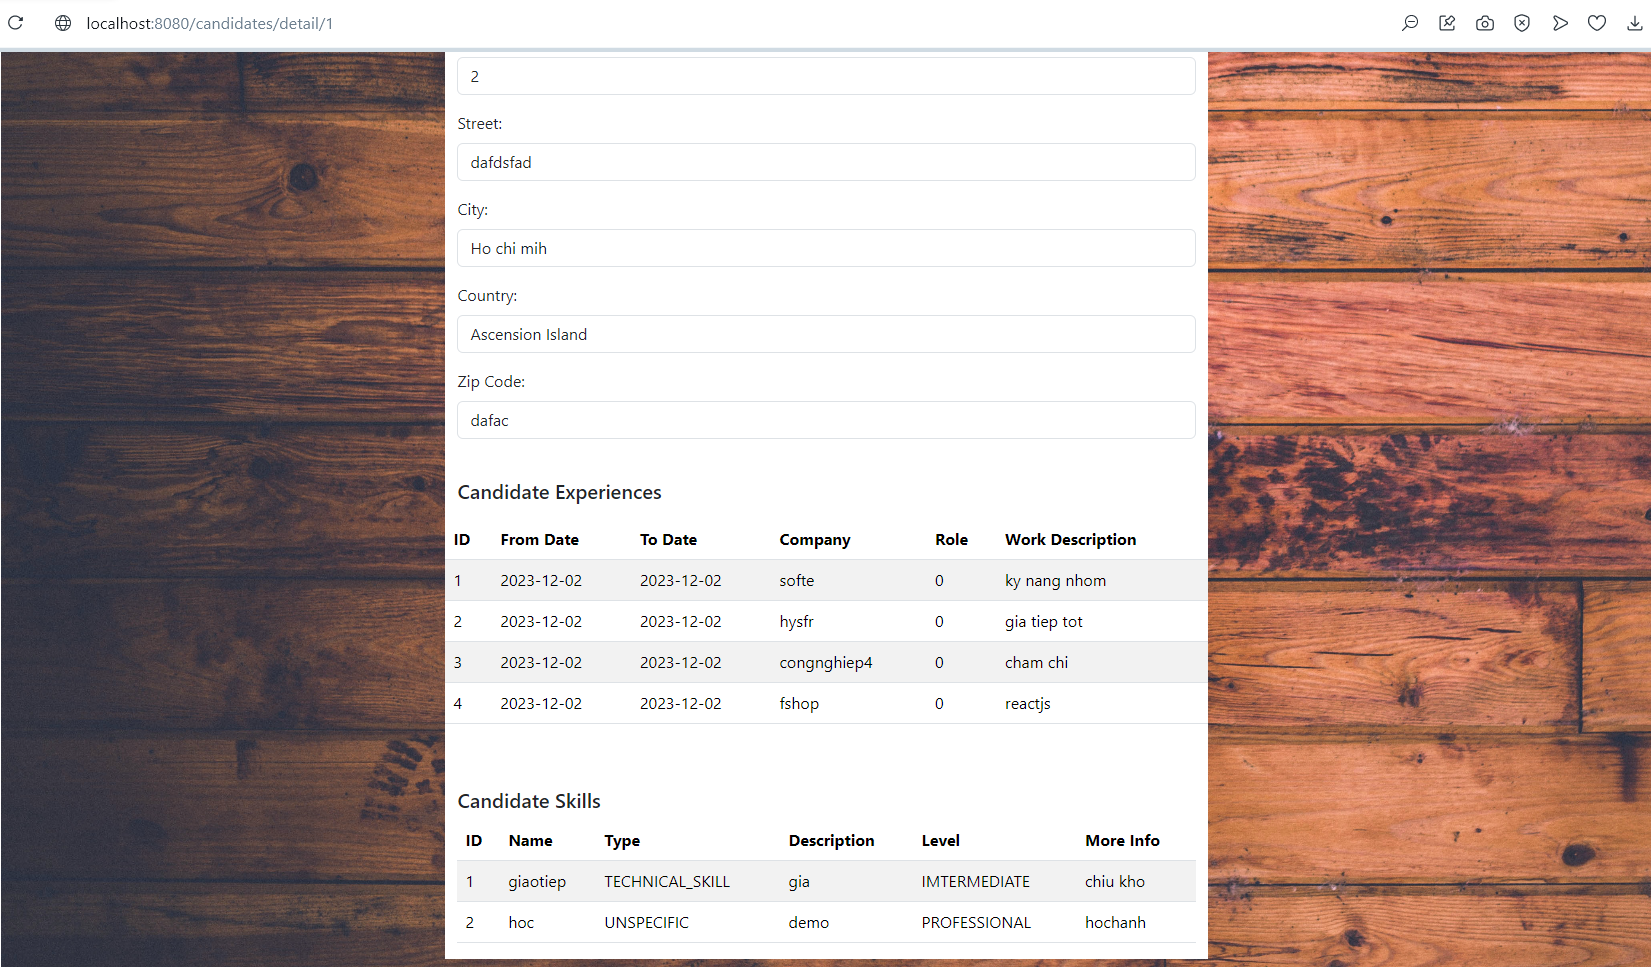 localhost:8080/candidates/detail/1
2
Street:
dafdsfad
City:
Ho chi mih
Country:
Ascension Island
Zip Code:
dafac
Candidate Experiences
ID From Date To Date Company Role Work Description
1 2023-12-02 2023-12-02 softe 0 ky nang nhom
2 2023-12-02 2023-12-02 hysfr 0 gia tiep tot
3 2023-12-02 2023-12-02 congnghiep4 0 cham chi
4 2023-12-02 2023-12-02 fshop 0 reactjs
Candidate Skills
ID Name Type Description Level More Info
1 giaotiep TECHNICAL_SKILL gia IMTERMEDIATE chiu kho
2 hoc UNSPECIFIC demo PROFESSIONAL hochanh